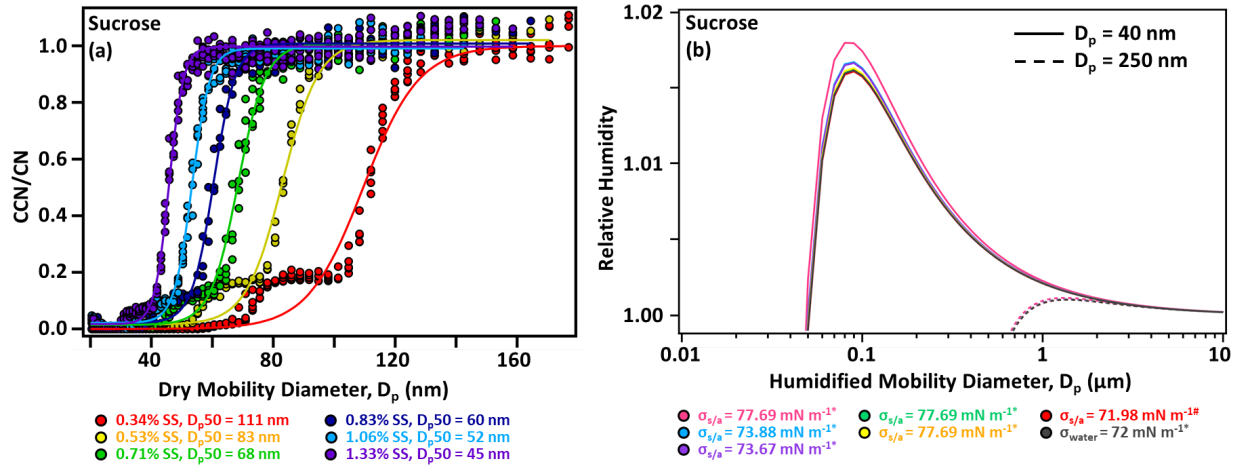 Sucrose
(a)
CCN/CN
1.0
0.8
0.6
0.4
0.2
0.0
40
80
120
160
Dry Mobility Diameter, Dp (nm)
0.34% SS, Dp50 = 111 nm
0.53% SS, Dp50 = 83 nm
0.71% SS, Dp50 = 68 nm
0.83% SS, Dp50 = 60 nm
1.06% SS, Dp50 = 52 nm
1.33% SS, Dp50 = 45 nm
Sucrose
(b)
Dp = 40 nm
Dp = 250 nm
Relative Humidity
1.02
1.01
1.00
0.01
0.1
1
10
Humidified Mobility Diameter, Dp (μm)
σs/a = 77.69 mN m-1*
σs/a = 73.88 mN m-1*
σs/a = 73.67 mN m-1*
σs/a = 77.69 mN m-1*
σs/a = 77.69 mN m-1*
σs/a = 71.98 mN m-1#
σwater = 72 mN m-1*